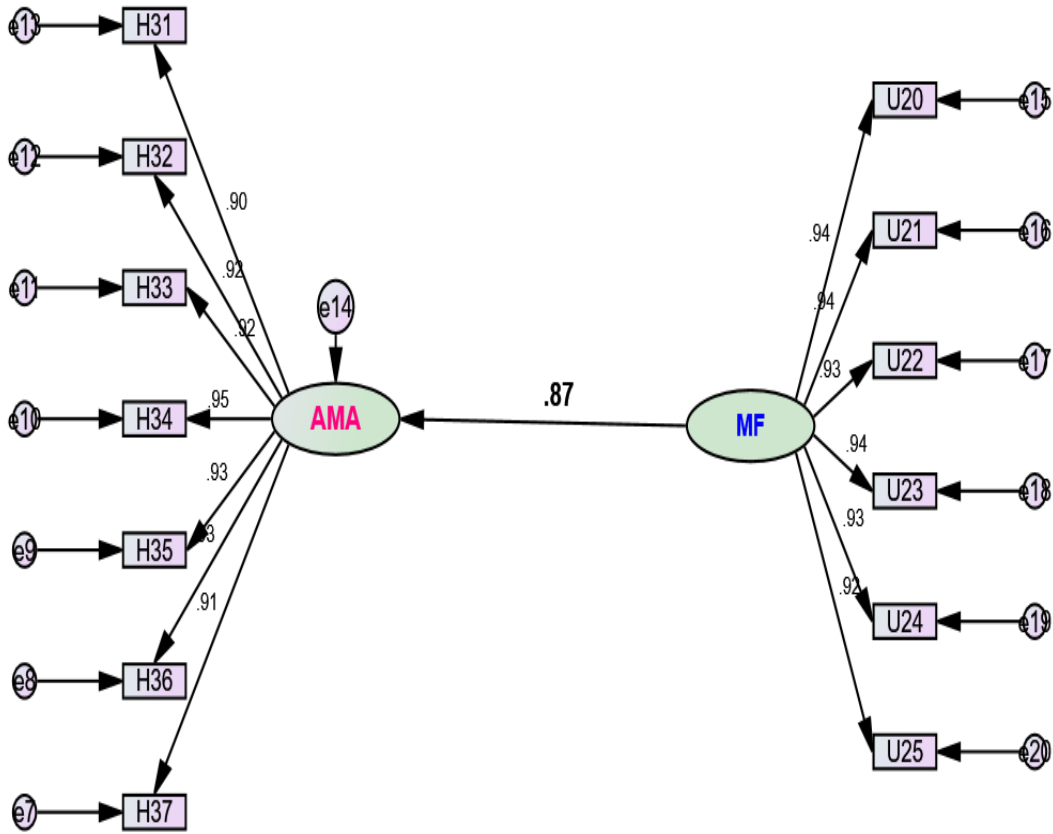 e13
H31
e12
H32
e11
H33
e10
H34
e9
H35
e8
H36
e7
H37
.90
.92
.92
.95
.93
.91
e14
AMA
.87
MF
.94
.94
.93
.94
.93
.92
U20
e15
U21
e16
U22
e17
U23
e18
U24
e19
U25
e20